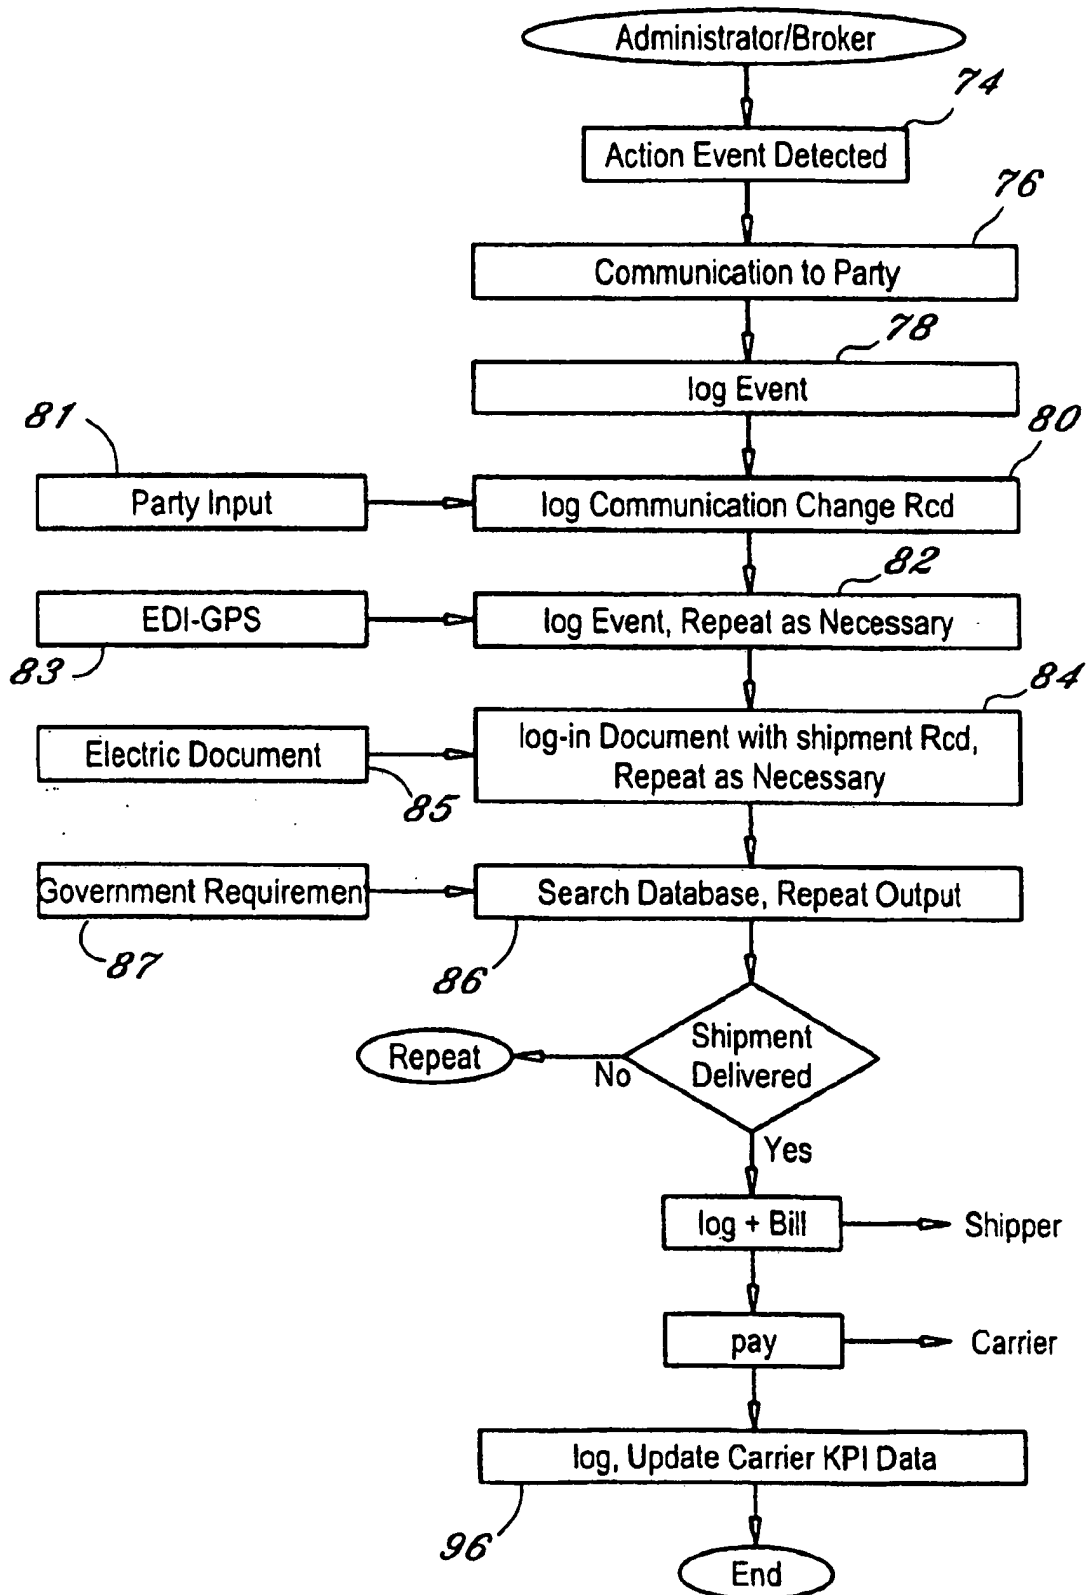 Administrator/Broker
74
Action Event Detected
76
Communication to Party
78
log Event
81
80
Party Input
log Communication Change Rcd
82
EDI-GPS
log Event, Repeat as Necessary
83
84
Electric Document
log-in Document with shipment Rcd,
Repeat as Necessary
85
Government Requiremen
Search Database, Repeat Output
87
86
Shipment
Delivered
Repeat
No
Yes
log + Bill
Shipper
pay
Carrier
log, Update Carrier KPI Data
96
End